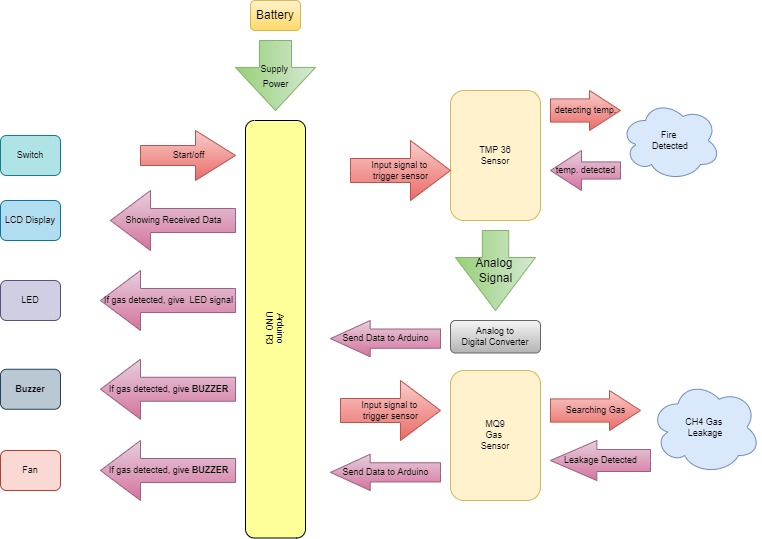 Battery
Supply
Power
detecting temp.
TMP 36
Sensor
Fire
Detected
Switch
Start/off
Input signal to
trigger sensor
temp. detected
LCD Display
Showing Received Data
Analog
Signal
LED
If gas detected, give LED signal
Arduino
UNO R3
Send Data to Arduino
Analog to
Digital Converter
Buzzer
If gas detected, give BUZZER
Input signal to
trigger sensor
MQ9
Gas
Sensor
Searching Gas
CH4 Gas
Leakage
Fan
If gas detected, give BUZZER
Send Data to Arduino
Leakage Detected